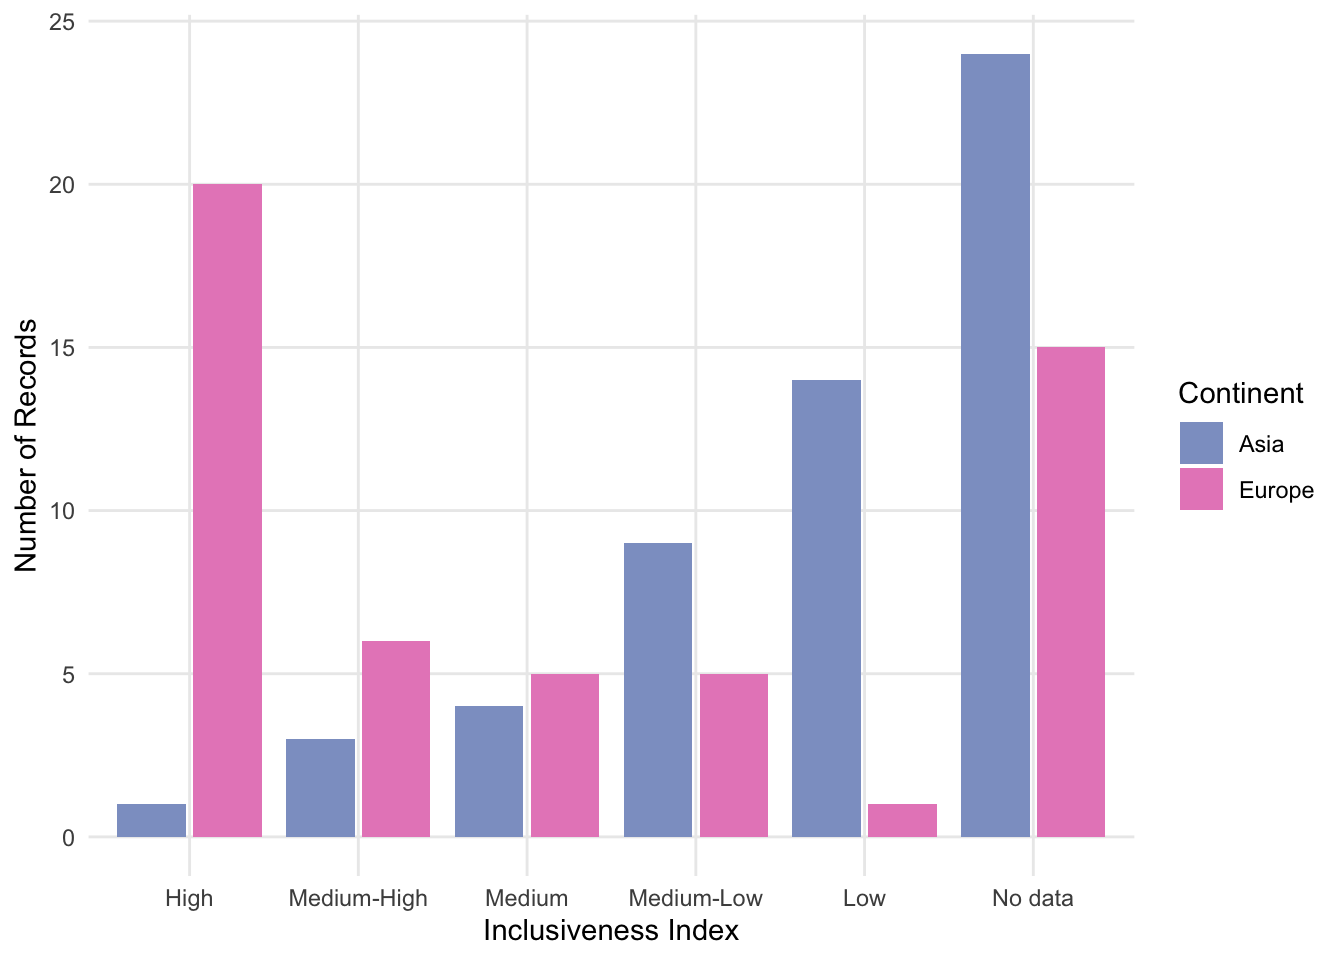 25
20
15
10
5
0
Number of Records
High Medium-High Medium Medium-Low Low No data
Inclusiveness Index
Continent
Asia
Europe